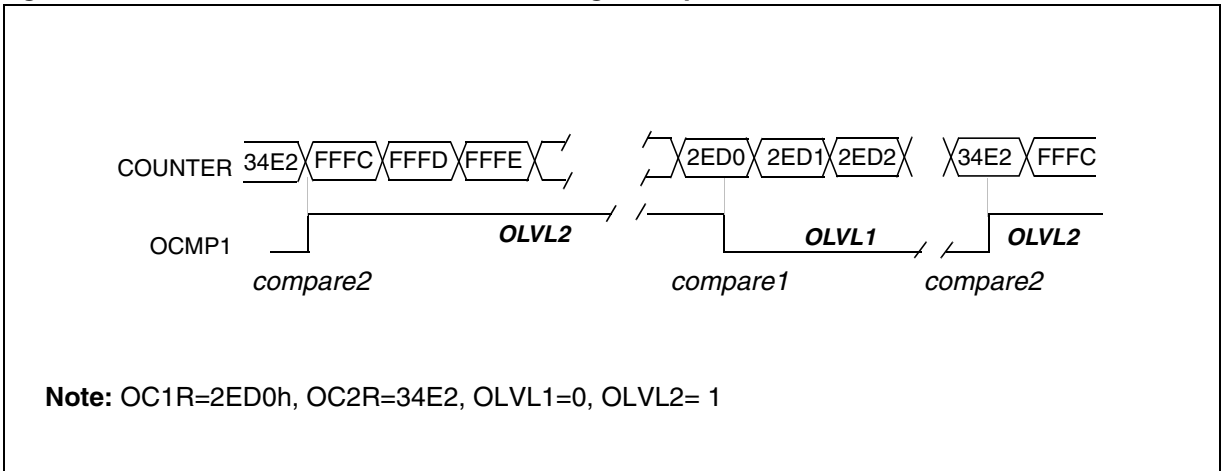 COUNTER 34E2 FFFC FFFD FFFE 2ED0 2ED1 2ED2 34E2 FFFC
OCMP1 OLVL2 OLVL1 OLVL2
compare2 compare1 compare2
Note: OC1R=2ED0h, OC2R=34E2, OLVL1=0, OLVL2= 1